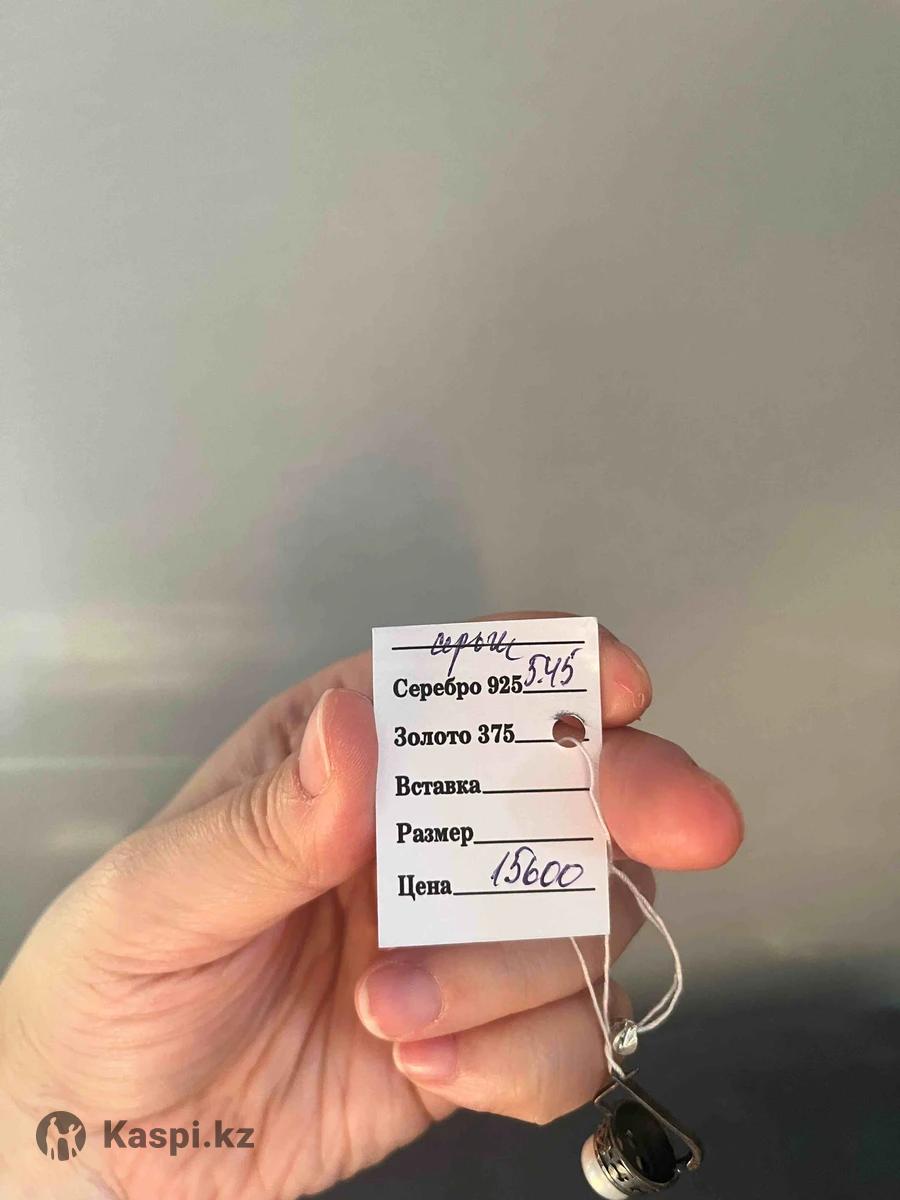 серьги
Серебро 925 5.45
Золото 375
Вставка
Размер
Цена 15600
Kaspi.kz